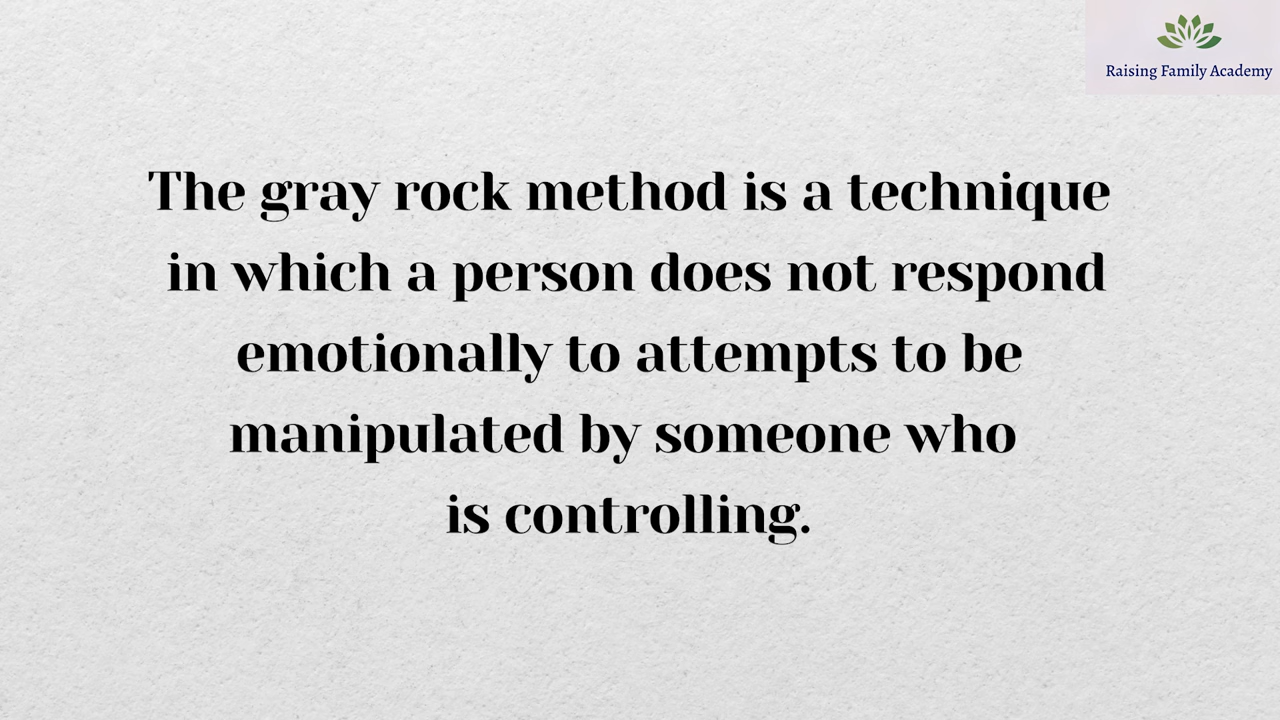 Raising Family Academy
The gray rock method is a technique
in which a person does not respond
emotionally to attempts to be
manipulated by someone who
is controlling.